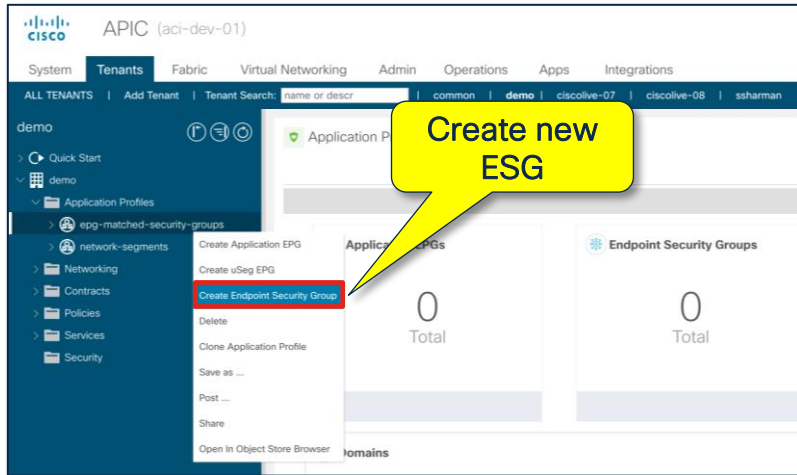 cisco
APIC (aci-dev-01)
System Tenants Fabric Virtual Networking Admin Operations Apps Integrations
ALL TENANTS | Add Tenant | Tenant Search: name or descr | common | demo | ciscolive-07 | ciscolive-08 | ssharman
demo
Quick Start
demo
Application Profiles
epg-matched-security-groups
network-segments
Networking
Contracts
Policies
Services
Security
Create Application EPG
Create uSeg EPG
Create Endpoint Security Group
Delete
Clone Application Profile
Save as ...
Post ...
Share
Open In Object Store Browser
Create new
ESG
Application P
Endpoint Security Groups
0
Total
0
Total